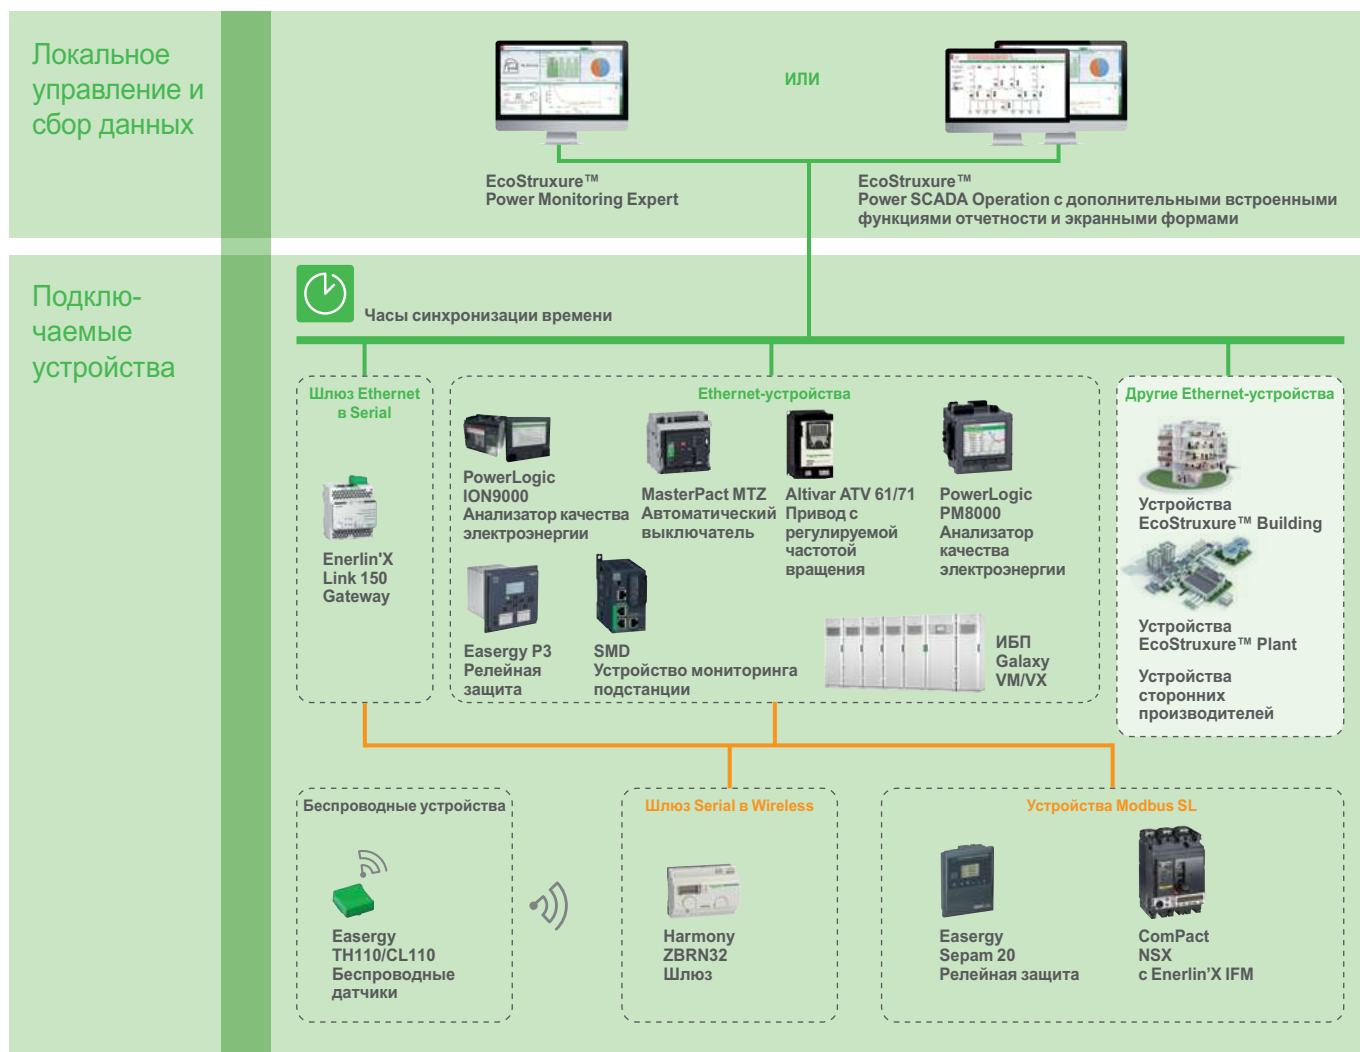 Локальное
управление и
сбор данных
ИЛИ
EcoStruxure™
Power Monitoring Expert
EcoStruxure™
Power SCADA Operation с дополнительными встроенными
функциями отчетности и экранными формами
Подклю-
чаемые
устройства
Часы синхронизации времени
Шлюз Ethernet
в Serial
Enerlin'X
Link 150
Gateway
Ethernet-устройства
PowerLogic
ION9000
Анализатор качества
электроэнергии
MasterPact MTZ
Автоматический
выключатель
Altivar ATV 61/71
Привод с
регулируемой
частотой
вращения
PowerLogic
PM8000
Анализатор
качества
электроэнергии
Easergy P3
Релейная
защита
SMD
Устройство мониторинга
подстанции
ИБП
Galaxy
VM/VX
Другие Ethernet-устройства
Устройства
EcoStruxure™ Building
Устройства
EcoStruxure™ Plant
Устройства
сторонних
производителей
Беспроводные устройства
Easergy
TH110/CL110
Беспроводные
датчики
Шлюз Serial в Wireless
Harmony
ZBRN32
Шлюз
Устройства Modbus SL
Easergy
Sepam 20
Релейная защита
ComPact
NSX
с Enerlin’X IFM